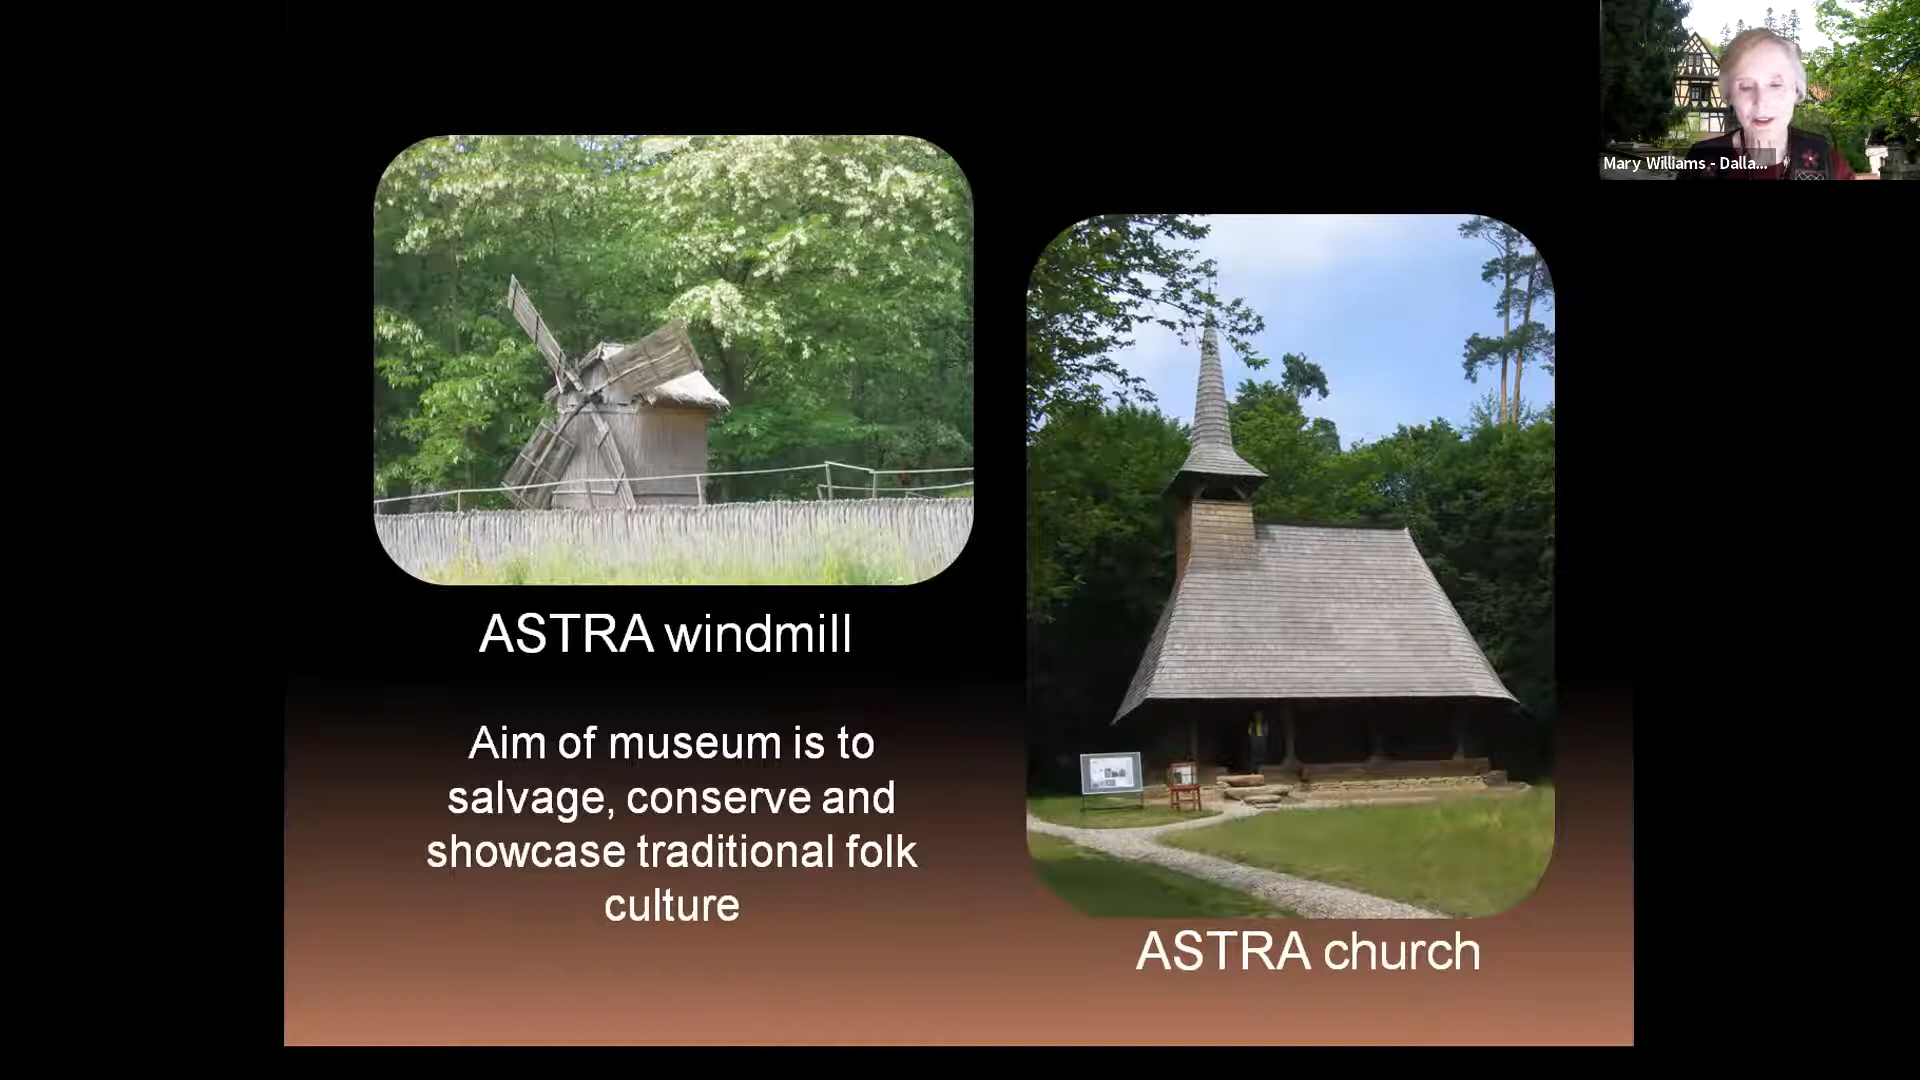 Mary Williams - Dalla...
ASTRA windmill
Aim of museum is to
salvage, conserve and
showcase traditional folk
culture
ASTRA church